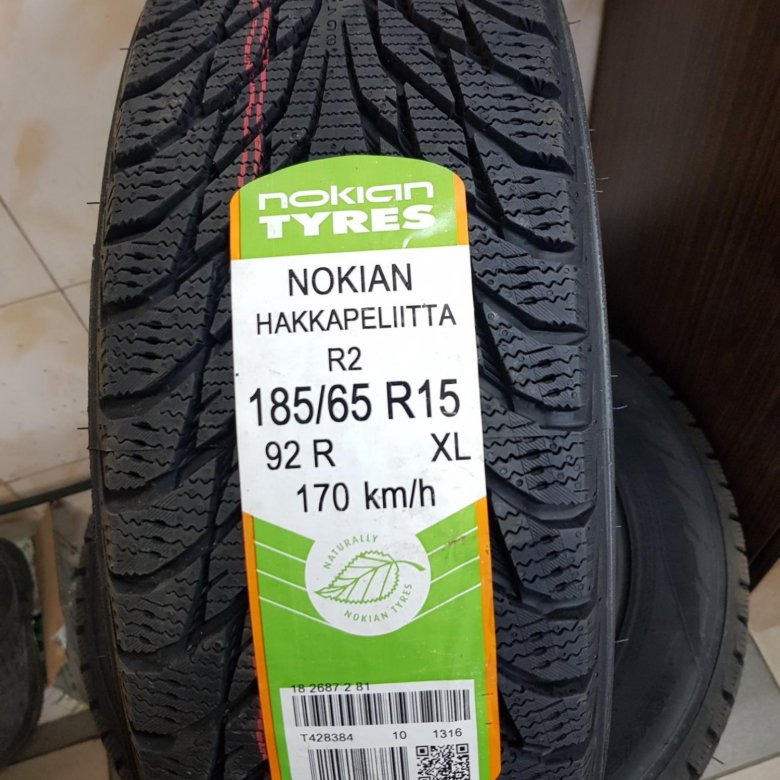 nokian
TYRES
NOKIAN
HAKKAPELIITTA
R2
185/65 R15
92 R XL
170 km/h
NATURALLY
NOKIAN TYRES
18 2687 2 81
T428384 10 1316